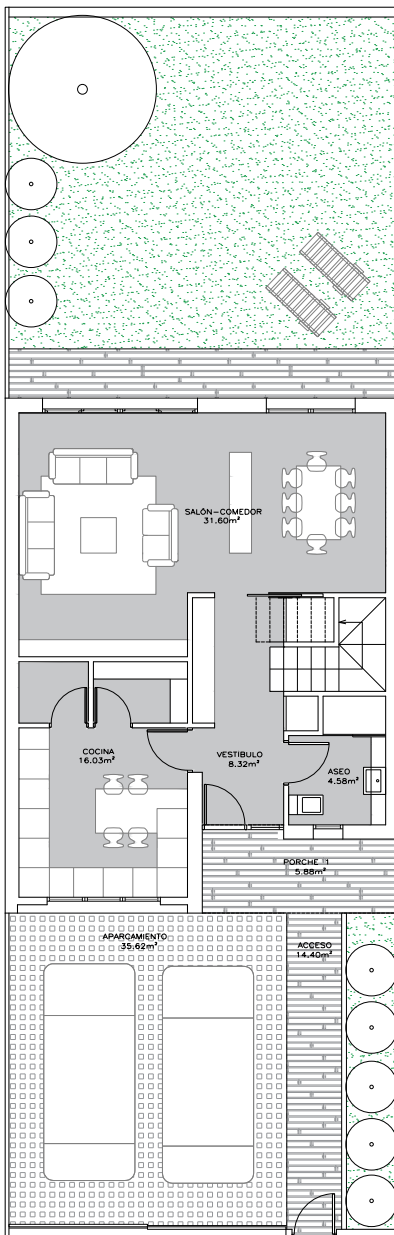 SALÓN-COMEDOR
31.60m²
COCINA
16.03m²
VESTIBULO
8.32m²
ASEO
4.58m²
PORCHE 1
5.88m²
APARCAMIENTO
35.62m²
ACCESO
14.40m²